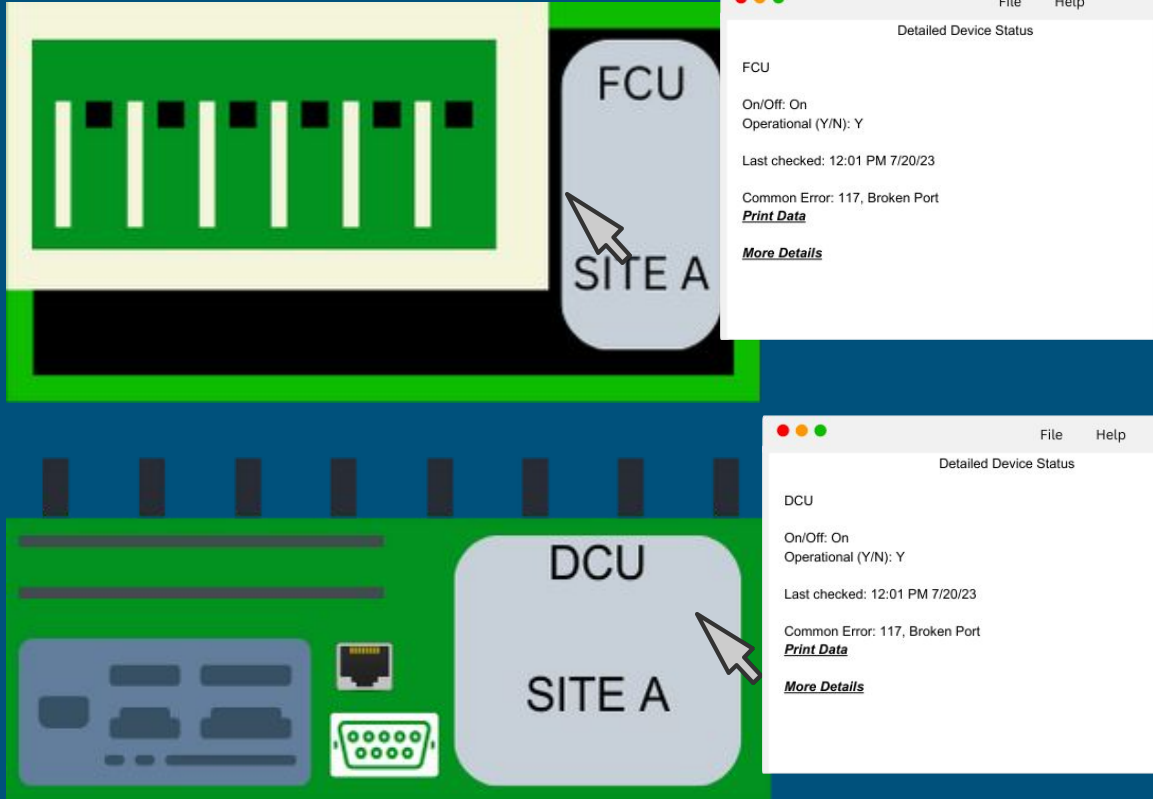 FCU
SITE A
File Help
Detailed Device Status
FCU
On/Off: On
Operational (Y/N): Y
Last checked: 12:01 PM 7/20/23
Common Error: 117, Broken Port
Print Data
More Details
DCU
SITE A
File Help
Detailed Device Status
DCU
On/Off: On
Operational (Y/N): Y
Last checked: 12:01 PM 7/20/23
Common Error: 117, Broken Port
Print Data
More Details